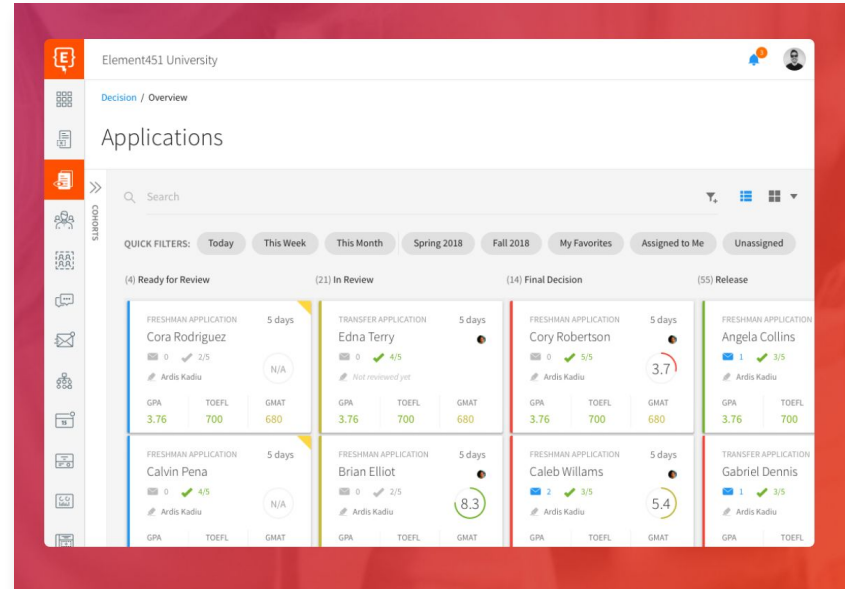 {E}
Element451 University
3
Decision / Overview
Applications
COHORTS
Search
QUICK FILTERS: Today This Week This Month Spring 2018 Fall 2018 My Favorites Assigned to Me Unassigned
(4) Ready for Review (21) In Review (14) Final Decision (55) Release
FRESHMAN APPLICATION 5 days
Cora Rodriguez
0 2/5
Ardis Kadiu
N/A
GPA TOEFL GMAT
3.76 700 680
TRANSFER APPLICATION 5 days
Edna Terry
0 4/5
Not reviewed yet
GPA TOEFL GMAT
3.76 700 680
FRESHMAN APPLICATION 5 days
Cory Robertson
0 5/5
Ardis Kadiu
3.7
GPA TOEFL GMAT
3.76 700 680
FRESHMAN APPLICATION
Angela Collins
1 3/5
Ardis Kadiu
GPA TOEFL
3.76 700
FRESHMAN APPLICATION 5 days
Calvin Pena
0 4/5
Ardis Kadiu
N/A
GPA TOEFL GMAT
FRESHMAN APPLICATION 5 days
Brian Elliot
0 2/5
Ardis Kadiu
8.3
GPA TOEFL GMAT
FRESHMAN APPLICATION 5 days
Caleb Willams
2 3/5
Ardis Kadiu
5.4
GPA TOEFL GMAT
TRANSFER APPLICATION
Gabriel Dennis
1 3/5
Ardis Kadiu
GPA TOEFL